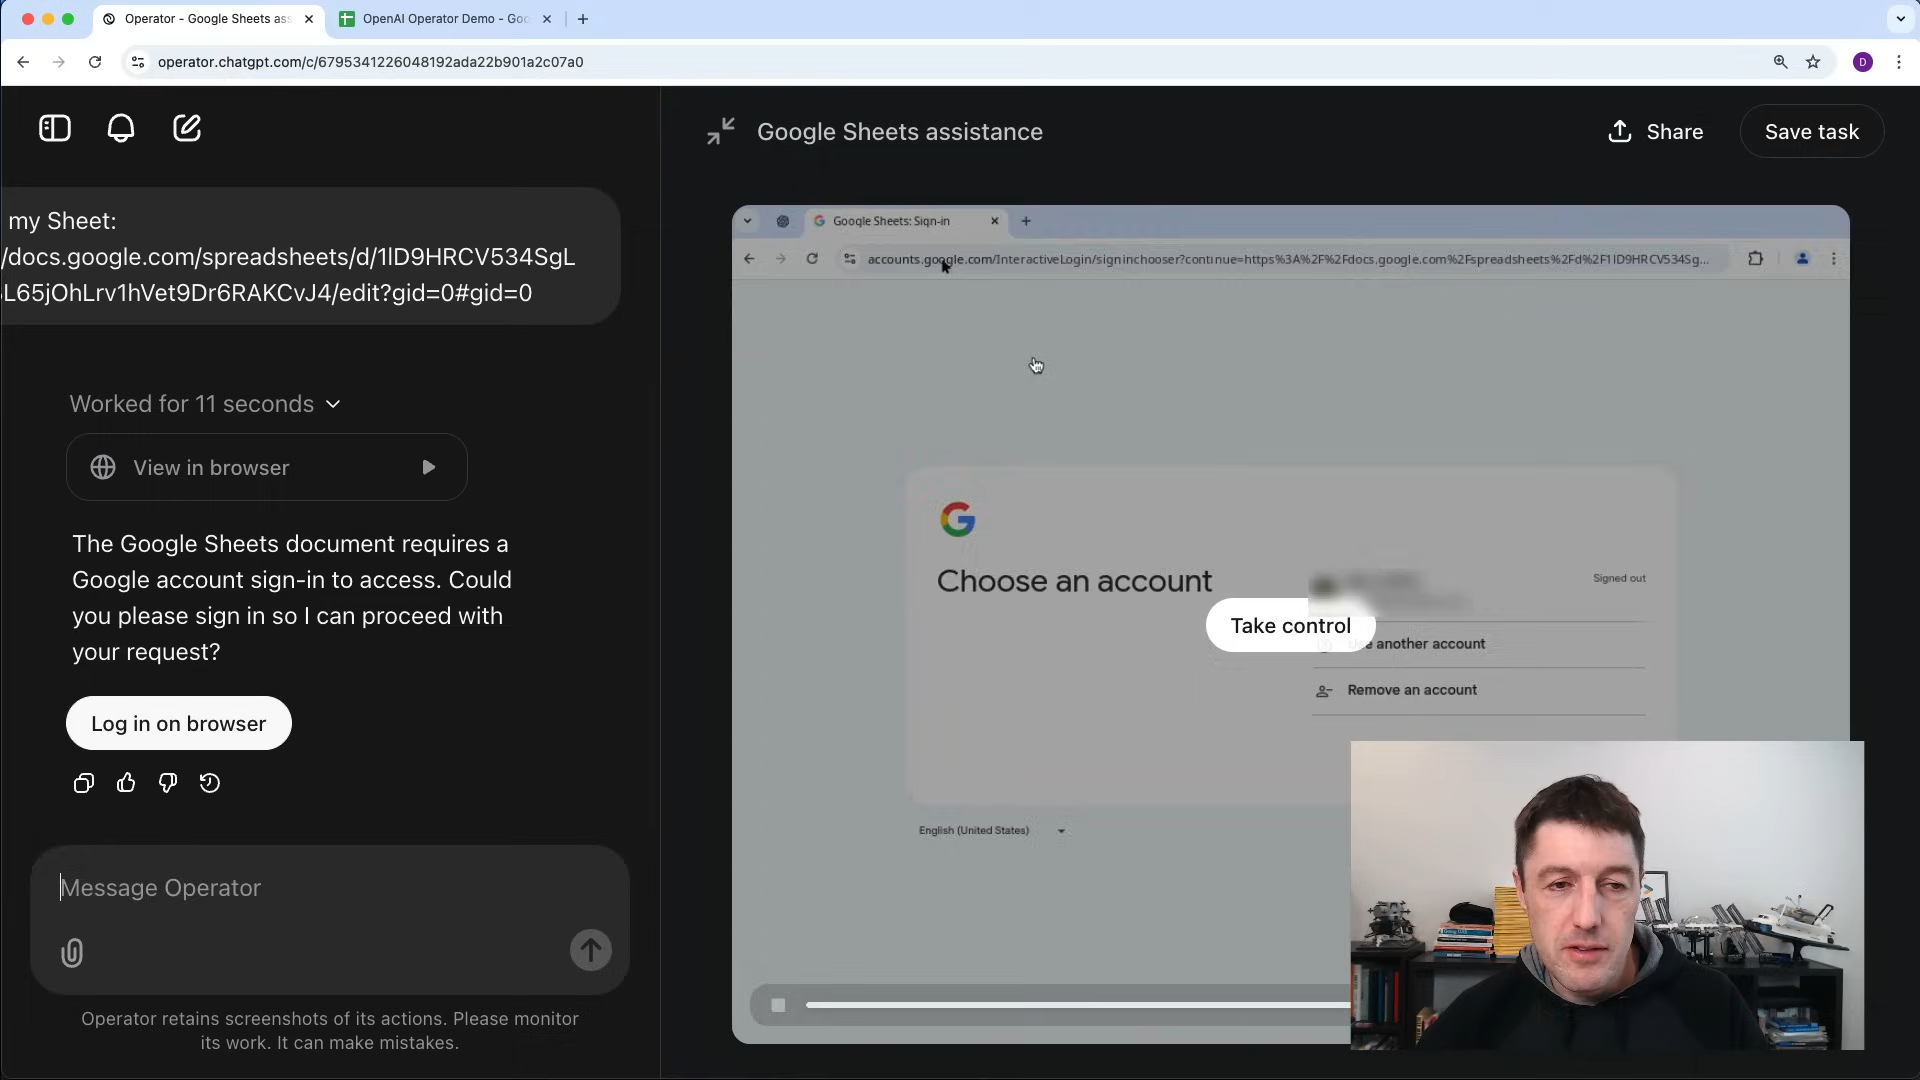 Operator - Google Sheets ass
OpenAI Operator Demo - Goo
operator.chatgpt.com/c/6795341226048192ada22b901a2c07a0
D
my Sheet:
/docs.google.com/spreadsheets/d/1lD9HRCV534SgL
L65jOhLrv1hVet9Dr6RAKCvJ4/edit?gid=0#gid=0
Worked for 11 seconds
View in browser
The Google Sheets document requires a
Google account sign-in to access. Could
you please sign in so I can proceed with
your request?
Log in on browser
Message Operator
Operator retains screenshots of its actions. Please monitor
its work. It can make mistakes.
Google Sheets assistance
Share
Save task
Google Sheets: Sign-in
accounts.google.com/InteractiveLogin/signinchooser?continue=https%3A%2F%2Fdocs.google.com%2Fspreadsheets%2Fd%2F1lD9HRCV534Sg...
Choose an account
Signed out
Take control
another account
Remove an account
English (United States)